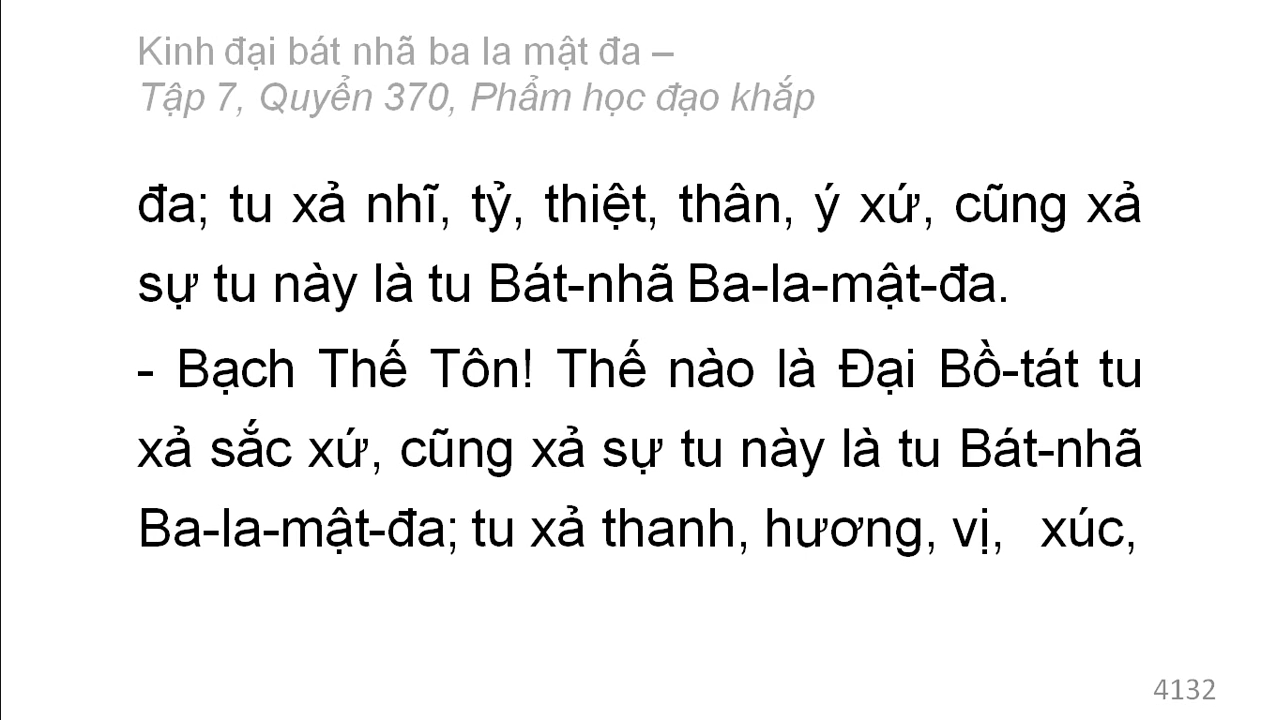 Kinh đại bát nhã ba la mật đa –
Tập 7, Quyển 370, Phẩm học đạo khắp
đa; tu xả nhĩ, tỷ, thiệt, thân, ý xứ, cũng xả
sự tu này là tu Bát-nhã Ba-la-mật-đa.
- Bạch Thế Tôn! Thế nào là Đại Bồ-tát tu
xả sắc xứ, cũng xả sự tu này là tu Bát-nhã
Ba-la-mật-đa; tu xả thanh, hương, vị, xúc,
4132